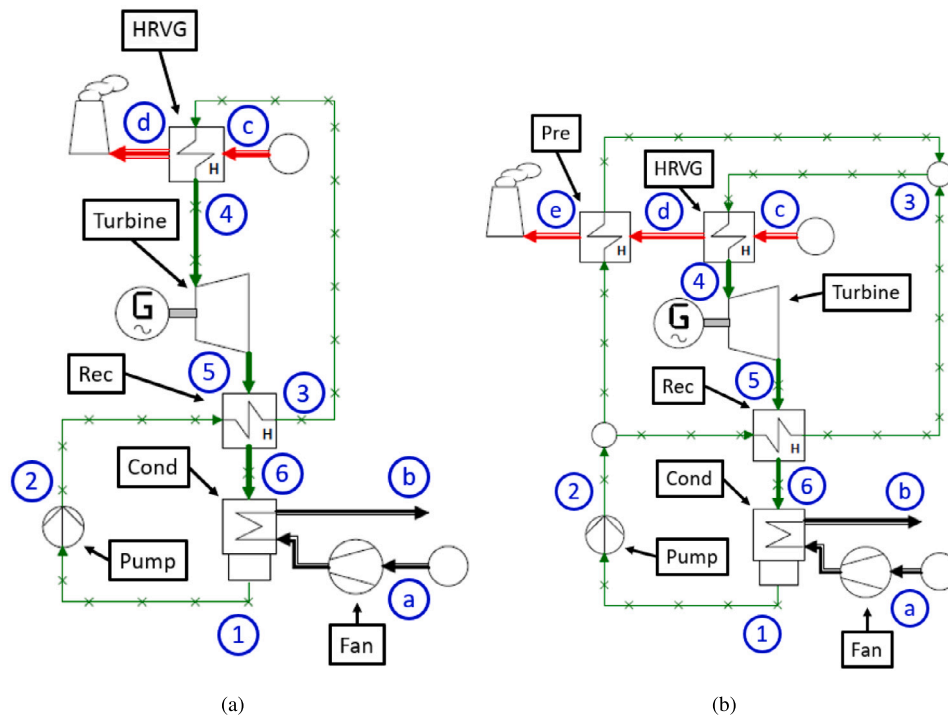 HRVG
d
c
H
4
Turbine
G
Rec
5
3
H
Cond
6
b
2
Pump
a
1
Fan
(a)
Pre
HRVG
3
e
d
c
H
H
4
Turbine
G
5
Rec
H
Cond
6
b
2
Pump
a
1
Fan
(b)